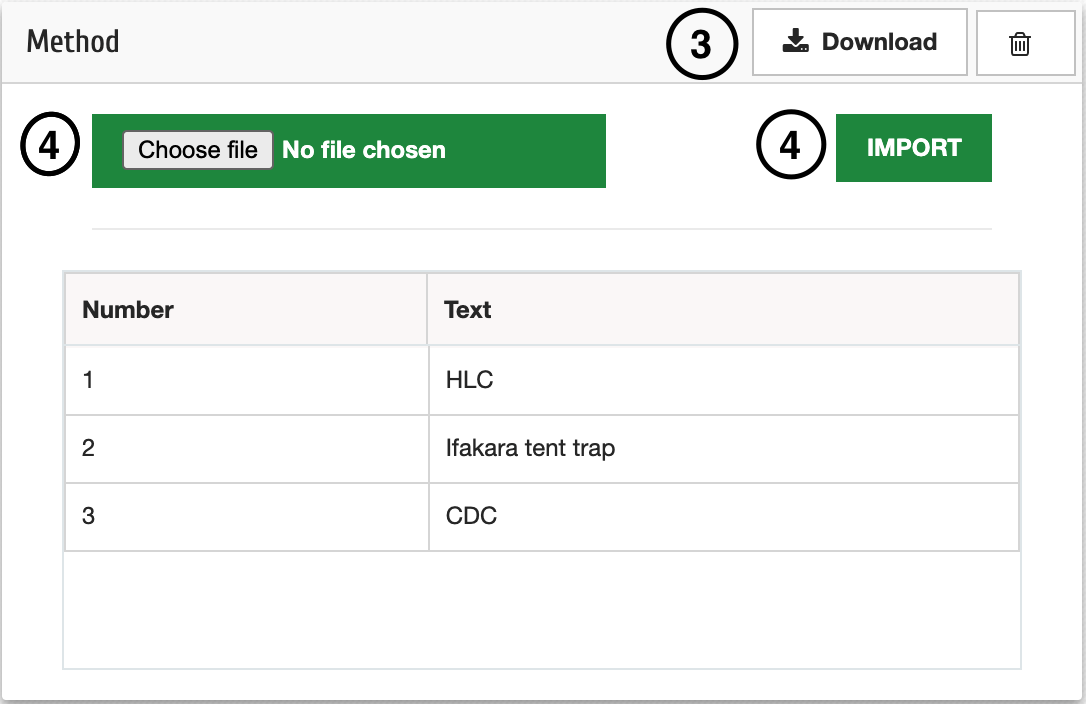 Method
3 Download
4 Choose file No file chosen
4 IMPORT
Number Text
1 HLC
2 Ifakara tent trap
3 CDC